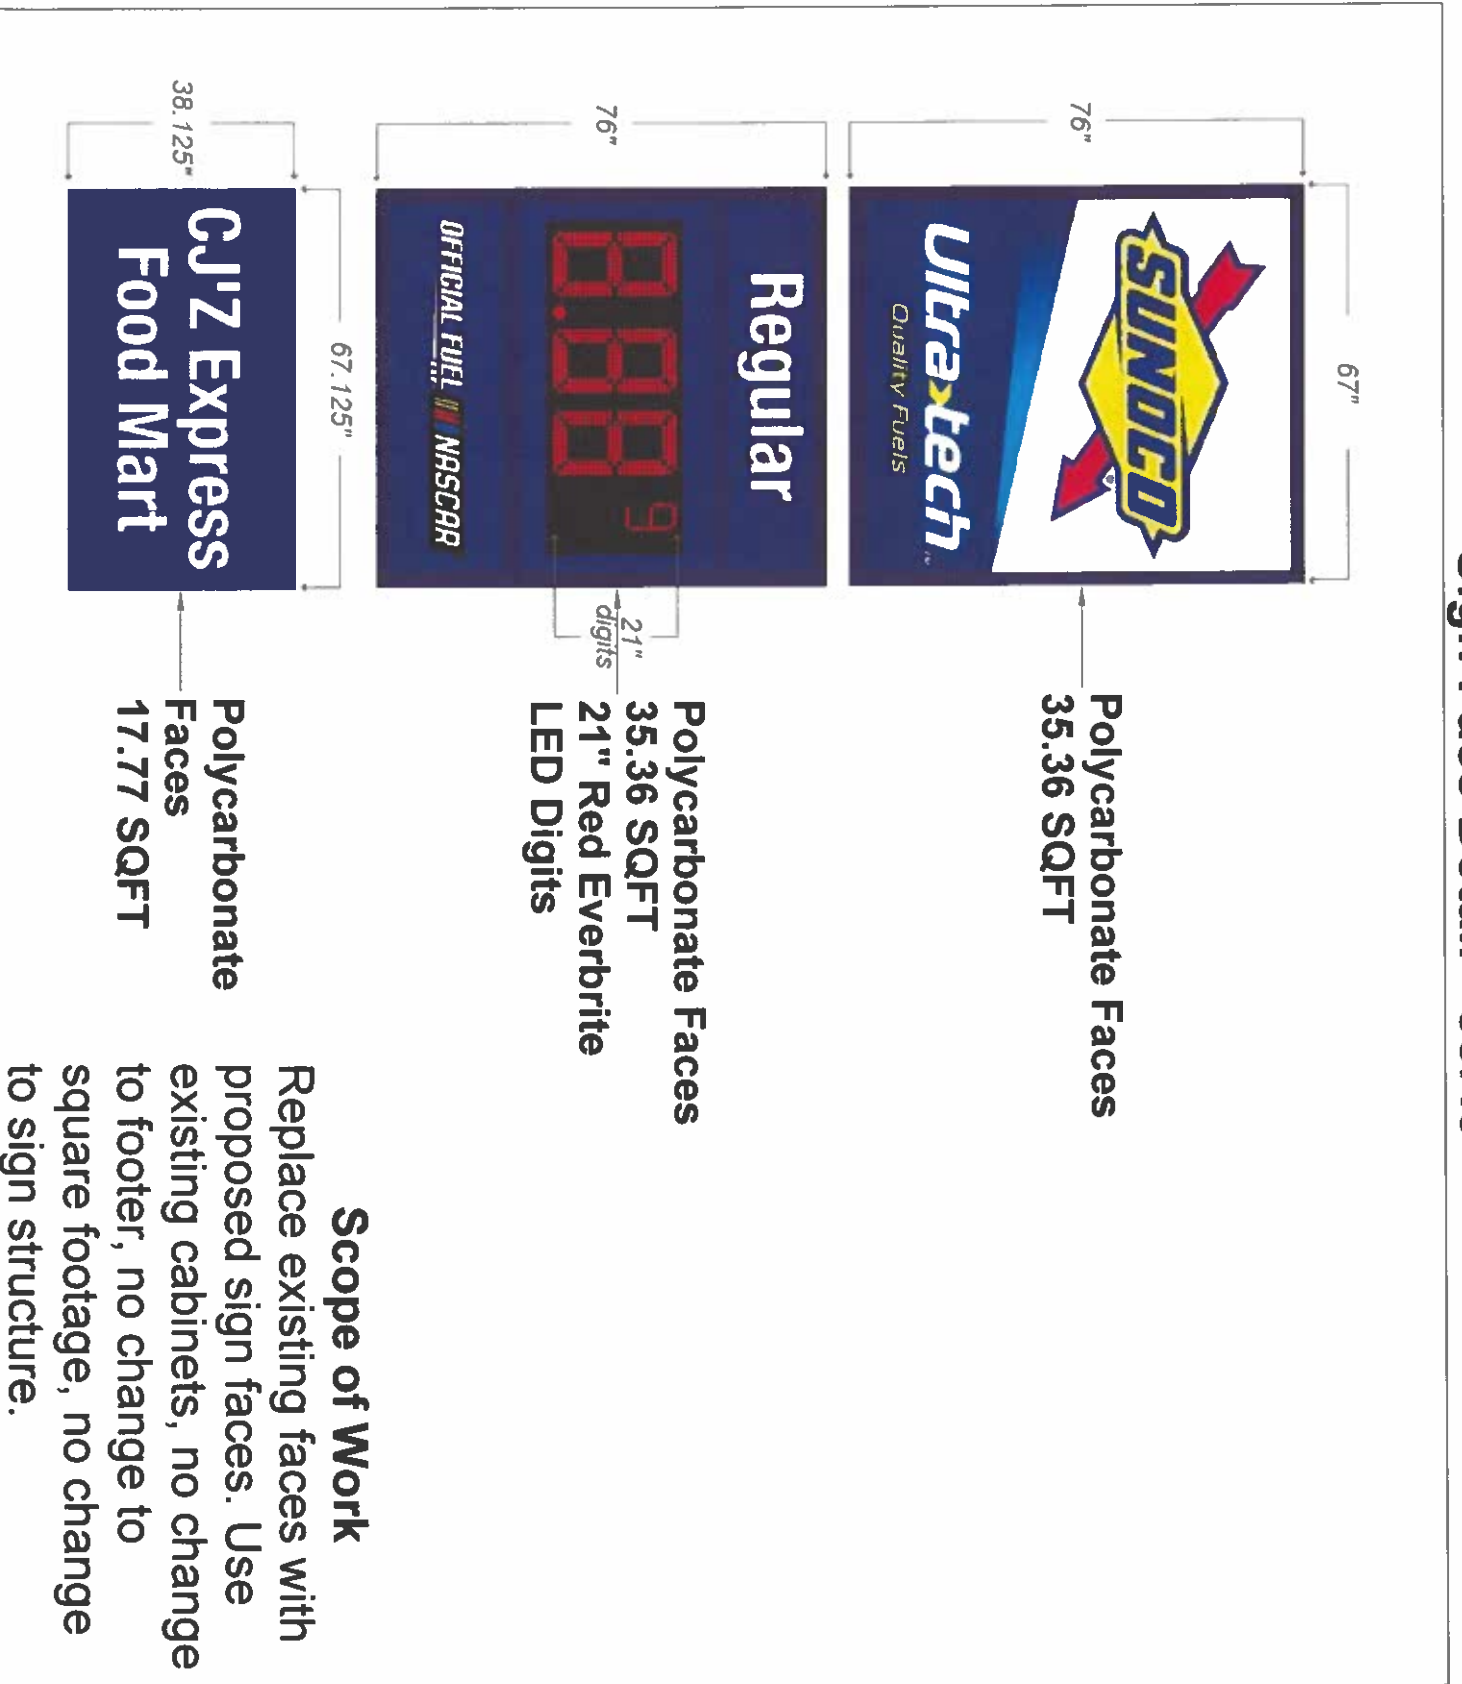 67"
76"
SUNOCO
®
Ultra tech
Quality Fuels
Polycarbonate Faces
35.36 SQFT
76"
Regular
8.88 9
21"
digits
OFFICIAL FUEL NASCAR
Polycarbonate Faces
35.36 SQFT
21" Red Everbrite
LED Digits
67.125"
38.125"
CJ'Z Express
Food Mart
Polycarbonate
Faces
17.77 SQFT
Scope of Work
Replace existing faces with
proposed sign faces. Use
existing cabinets, no change
to footer, no change to
square footage, no change
to sign structure.